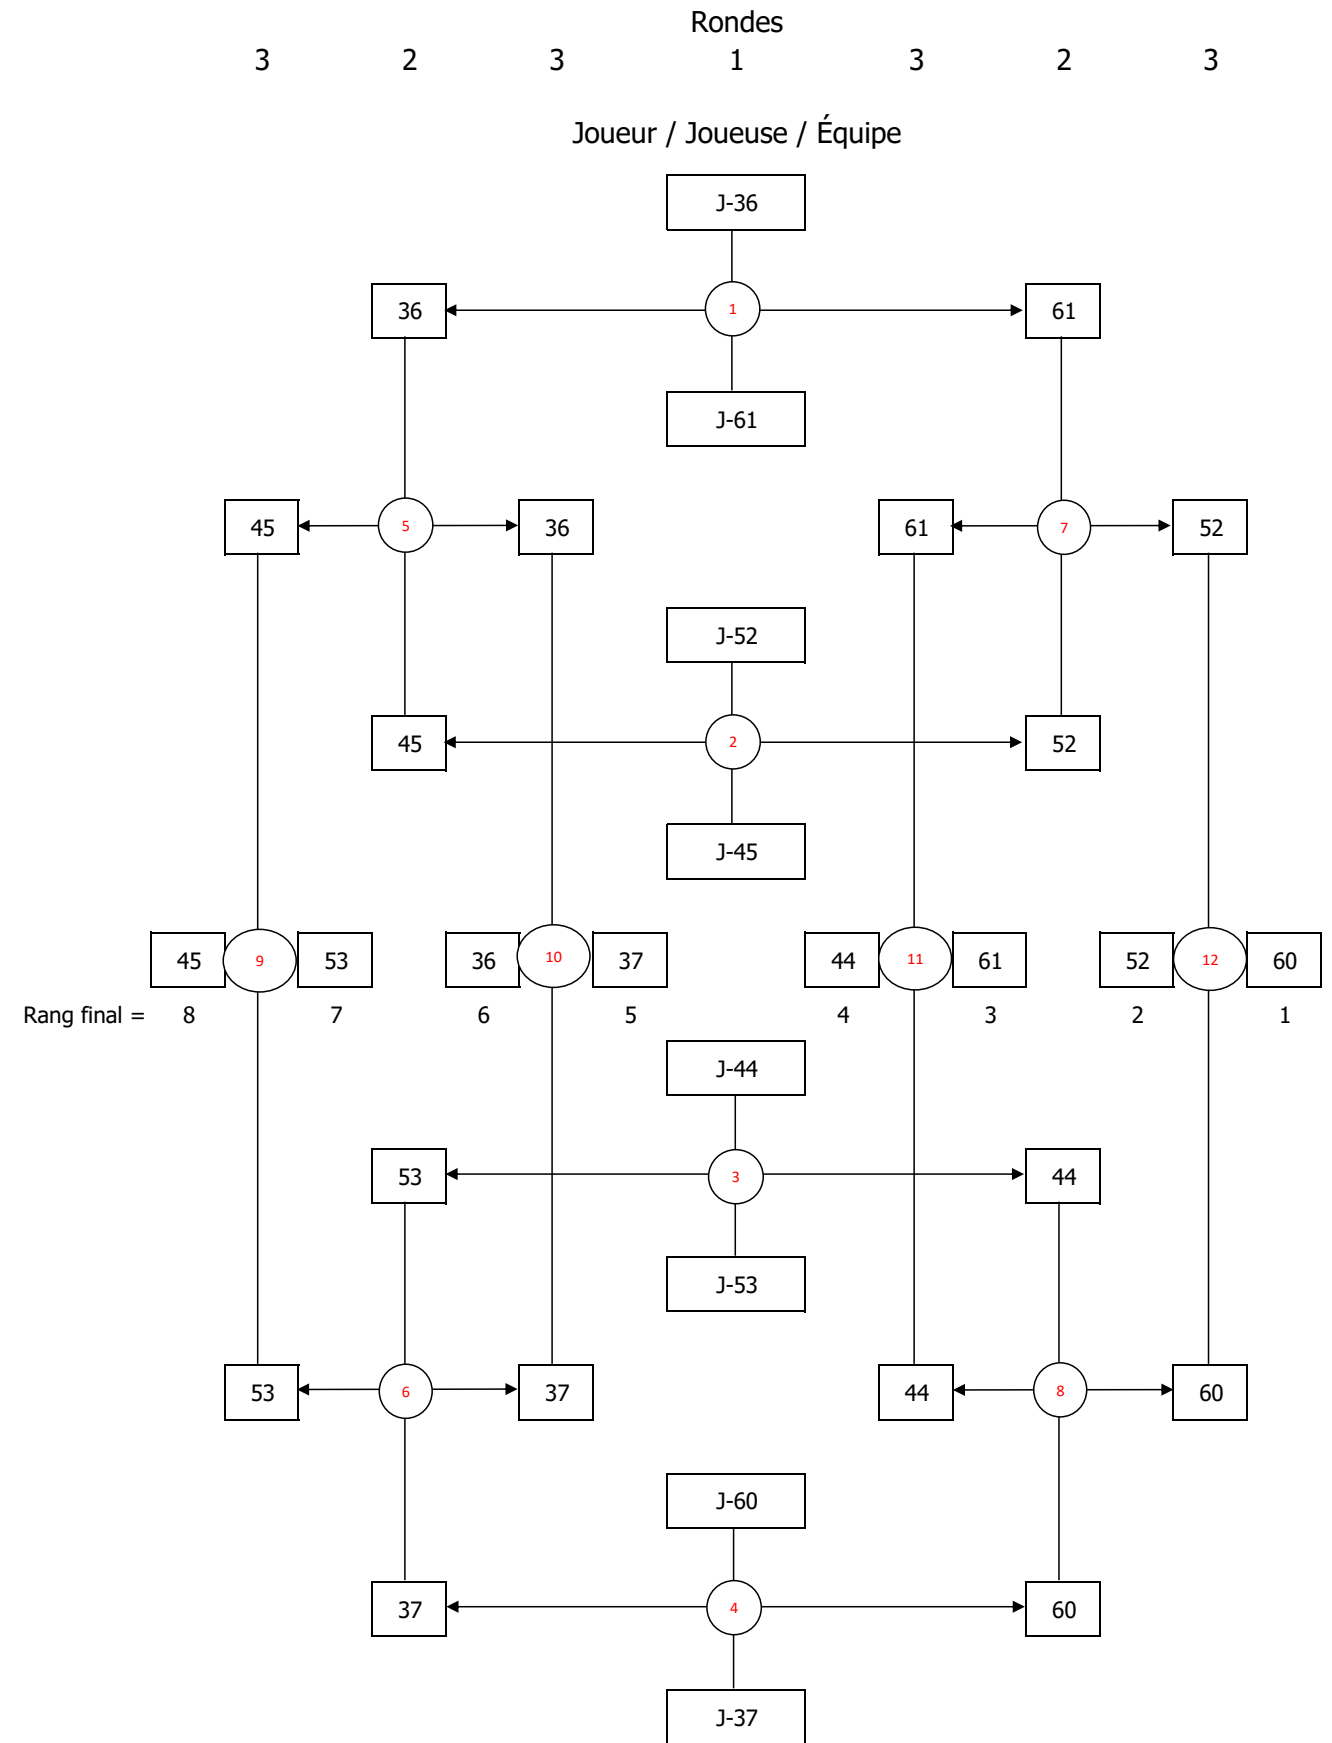 Rondes
3 2 3 1 3 2 3
Joueur / Joueuse / Équipe
J-36
36 1 61
J-61
45 5 36 61 7 52
J-52
45 2 52
J-45
45 9 53 36 10 37 44 11 61 52 12 60
Rang final = 8 7 6 5 4 3 2 1
J-44
53 3 44
J-53
53 6 37 44 8 60
J-60
37 4 60
J-37